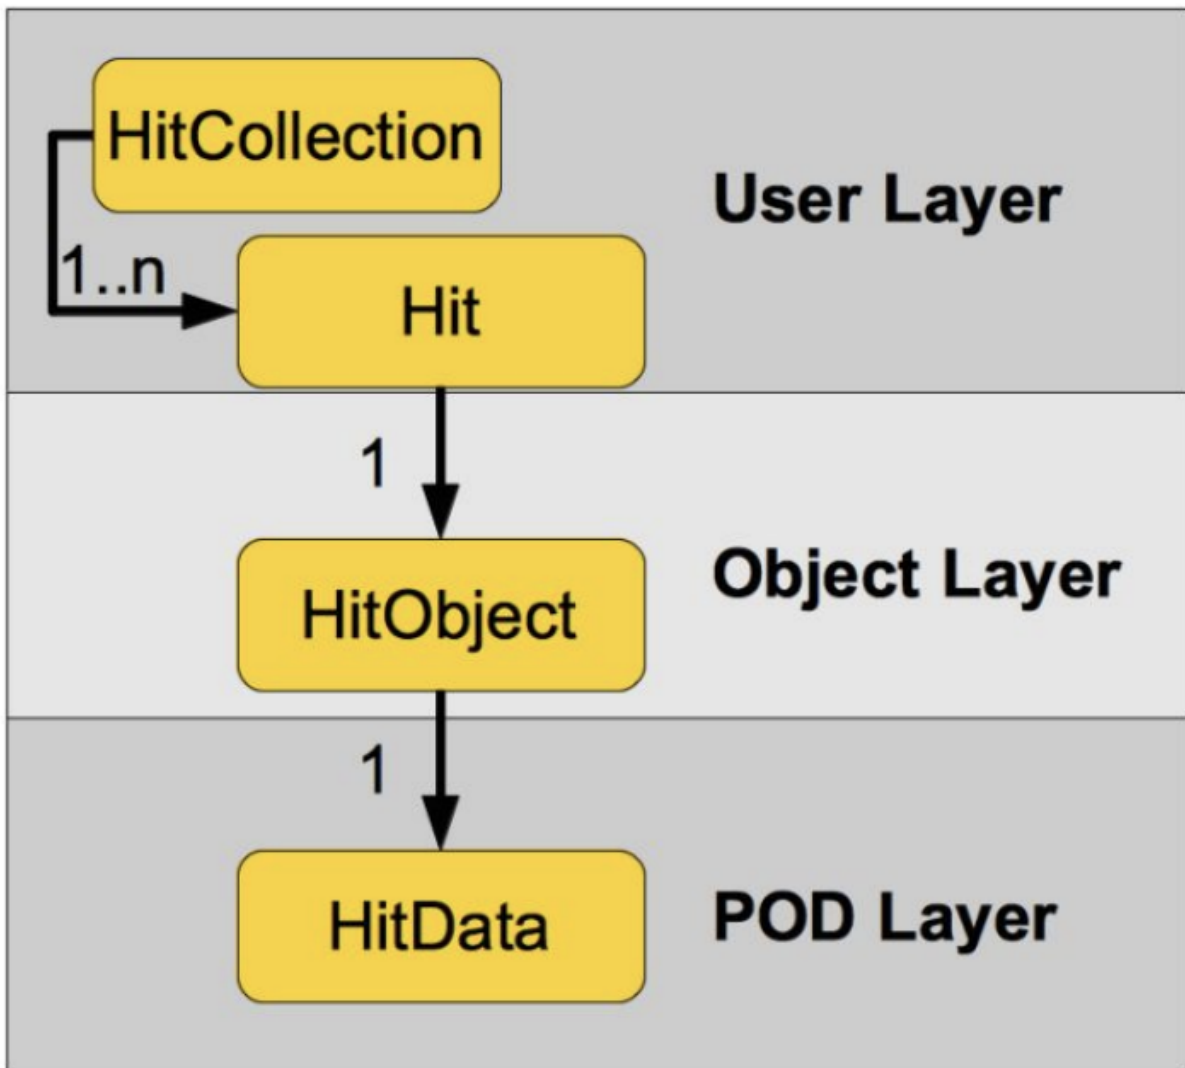 HitCollection
User Layer
1..n
Hit
1
Object Layer
HitObject
1
HitData
POD Layer